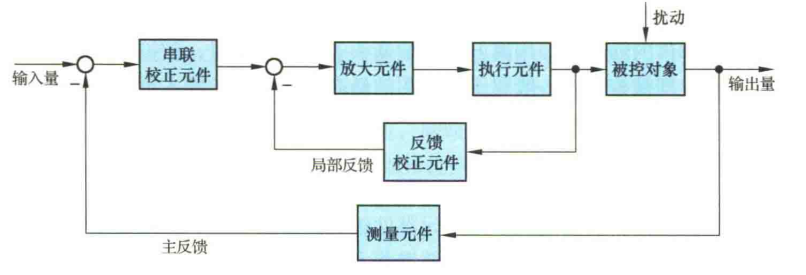 扰动
输入量
−
串联
校正元件
−
放大元件
执行元件
被控对象
输出量
局部反馈
反馈
校正元件
主反馈
测量元件